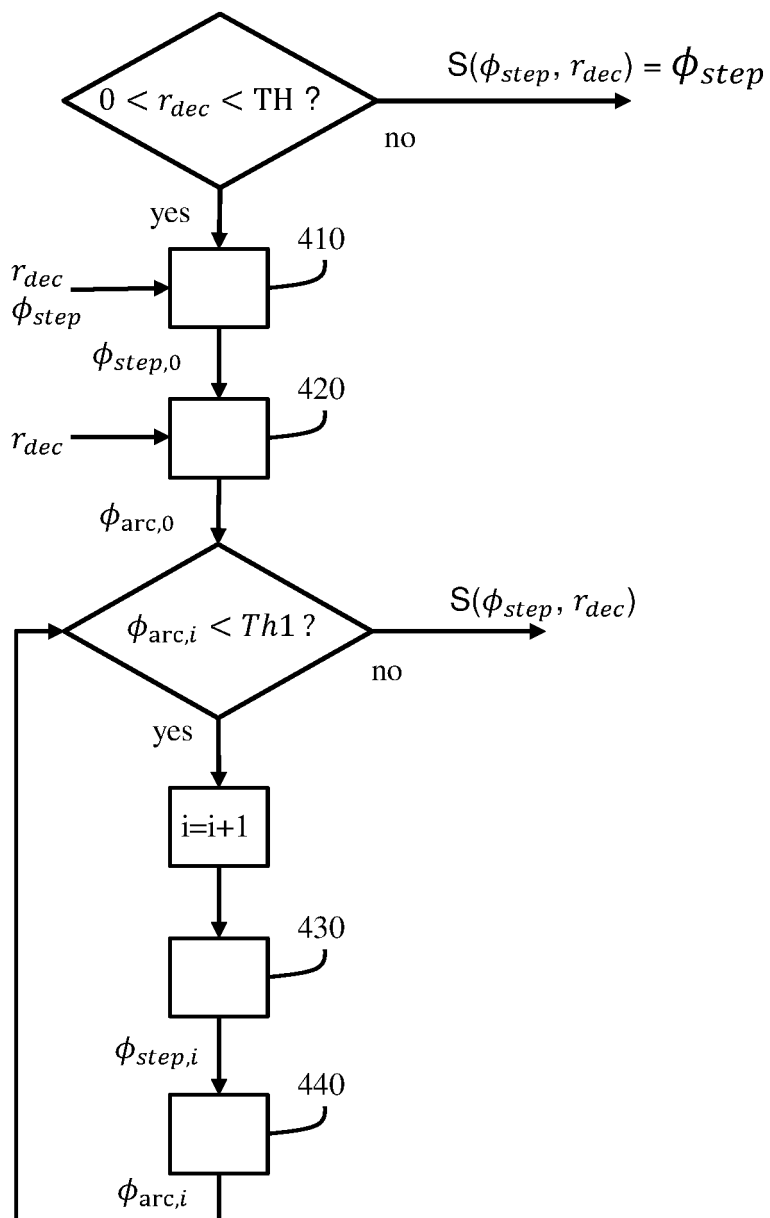 S(ϕ_step, r_dec) = ϕ_step
0 < r_dec < TH ?
no
yes
410
r_dec
ϕ_step
ϕ_step,0
420
r_dec
ϕ_arc,0
S(ϕ_step, r_dec)
ϕ_arc,i < Th1 ?
no
yes
i=i+1
430
ϕ_step,i
440
ϕ_arc,i